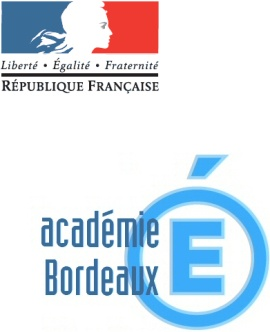 Liberté • Égalité • Fraternité
RÉPUBLIQUE FRANÇAISE
académie
Bordeaux
É